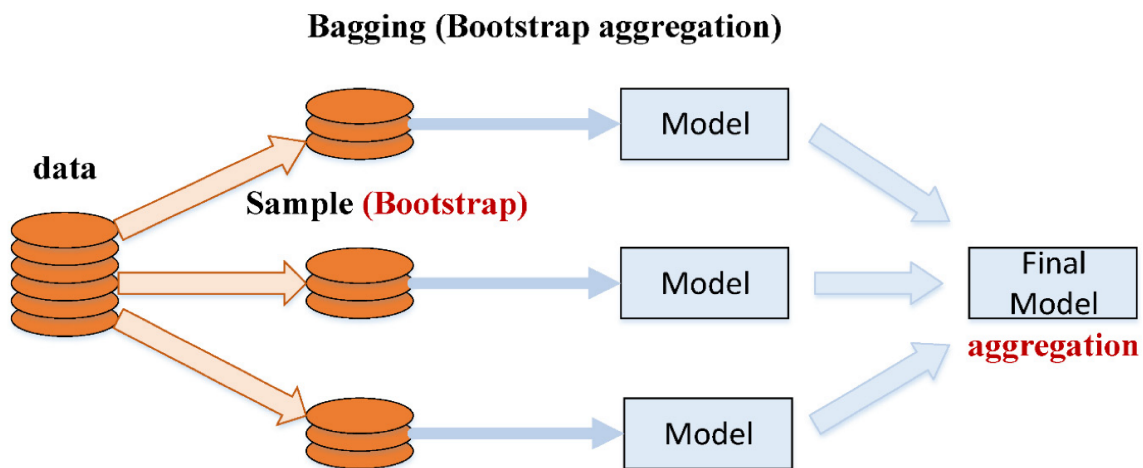 Bagging (Bootstrap aggregation)
data
Model
Sample (Bootstrap)
Model
Final
Model
aggregation
Model